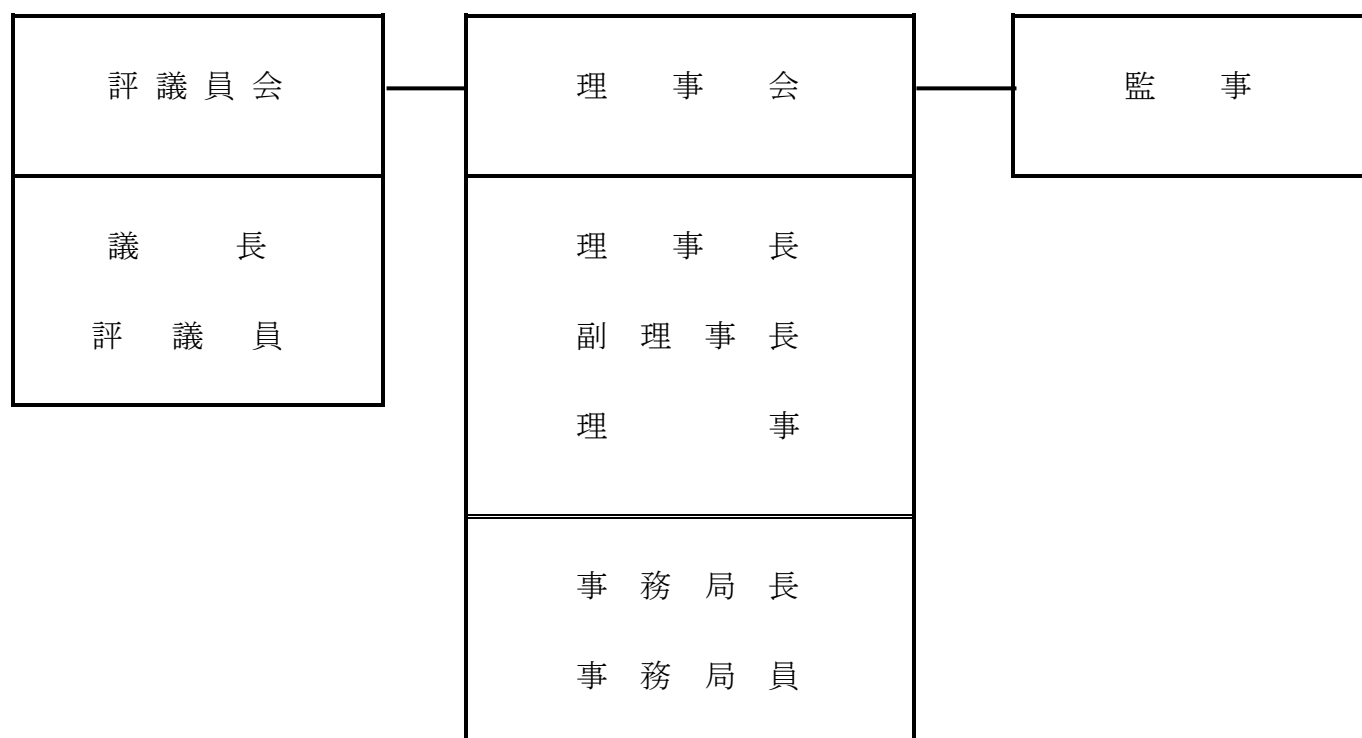 評議員会
理事会
監事
議長
評議員
理事長
副理事長
理事
事務局長
事務局員